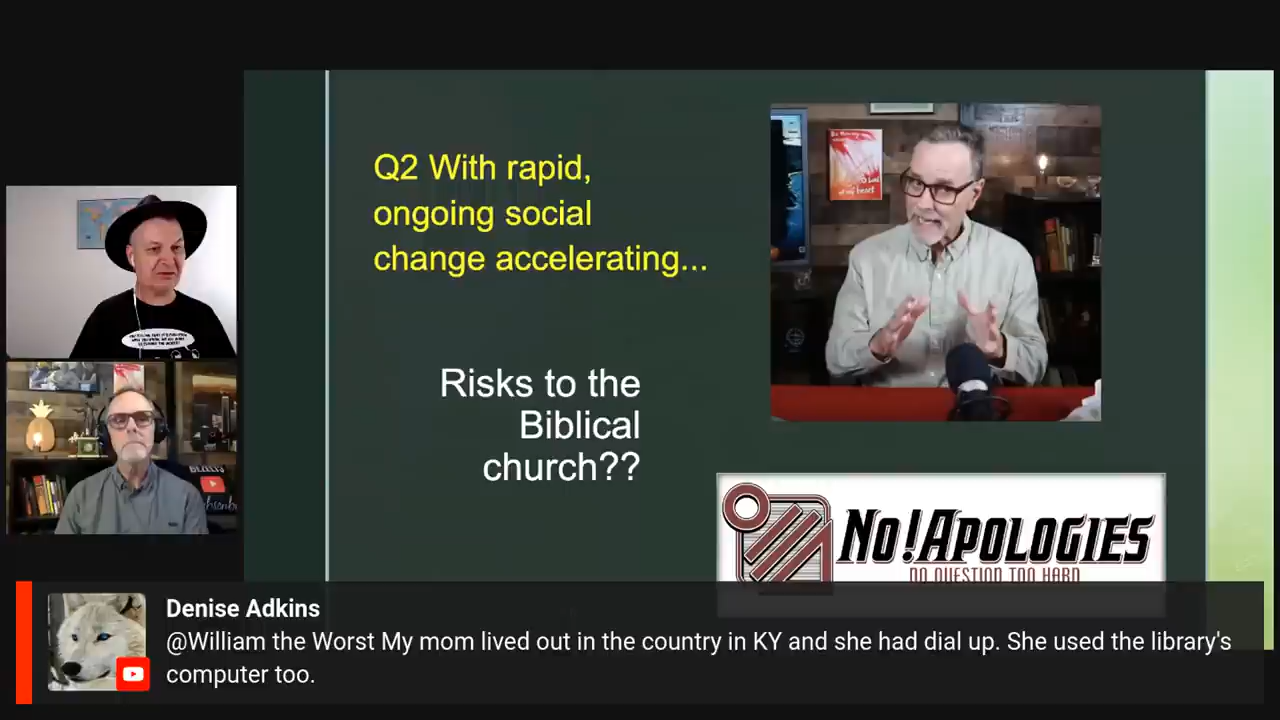 Q2 With rapid,
ongoing social
change accelerating...
Risks to the
Biblical
church??
No!Apologies
NO QUESTION TOO HARD
Denise Adkins
@William the Worst My mom lived out in the country in KY and she had dial up. She used the library's
computer too.